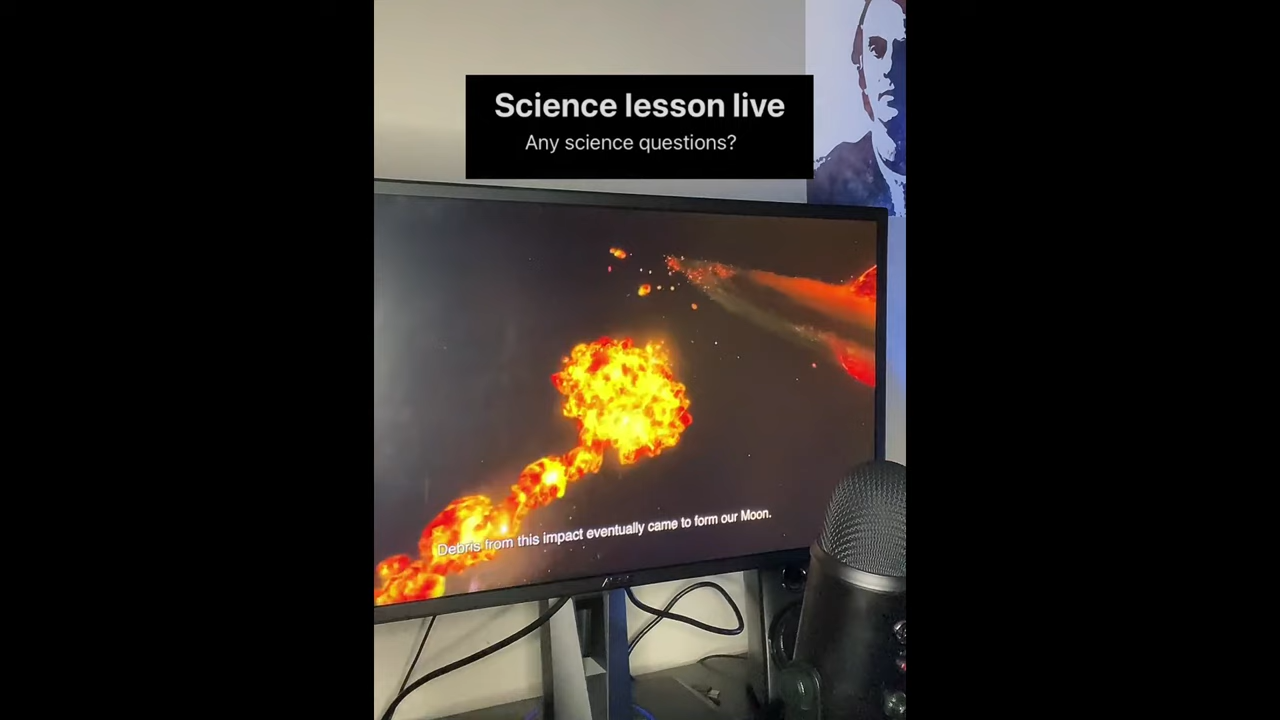 Science lesson live
Any science questions?
Debris from this impact eventually came to form our Moon.